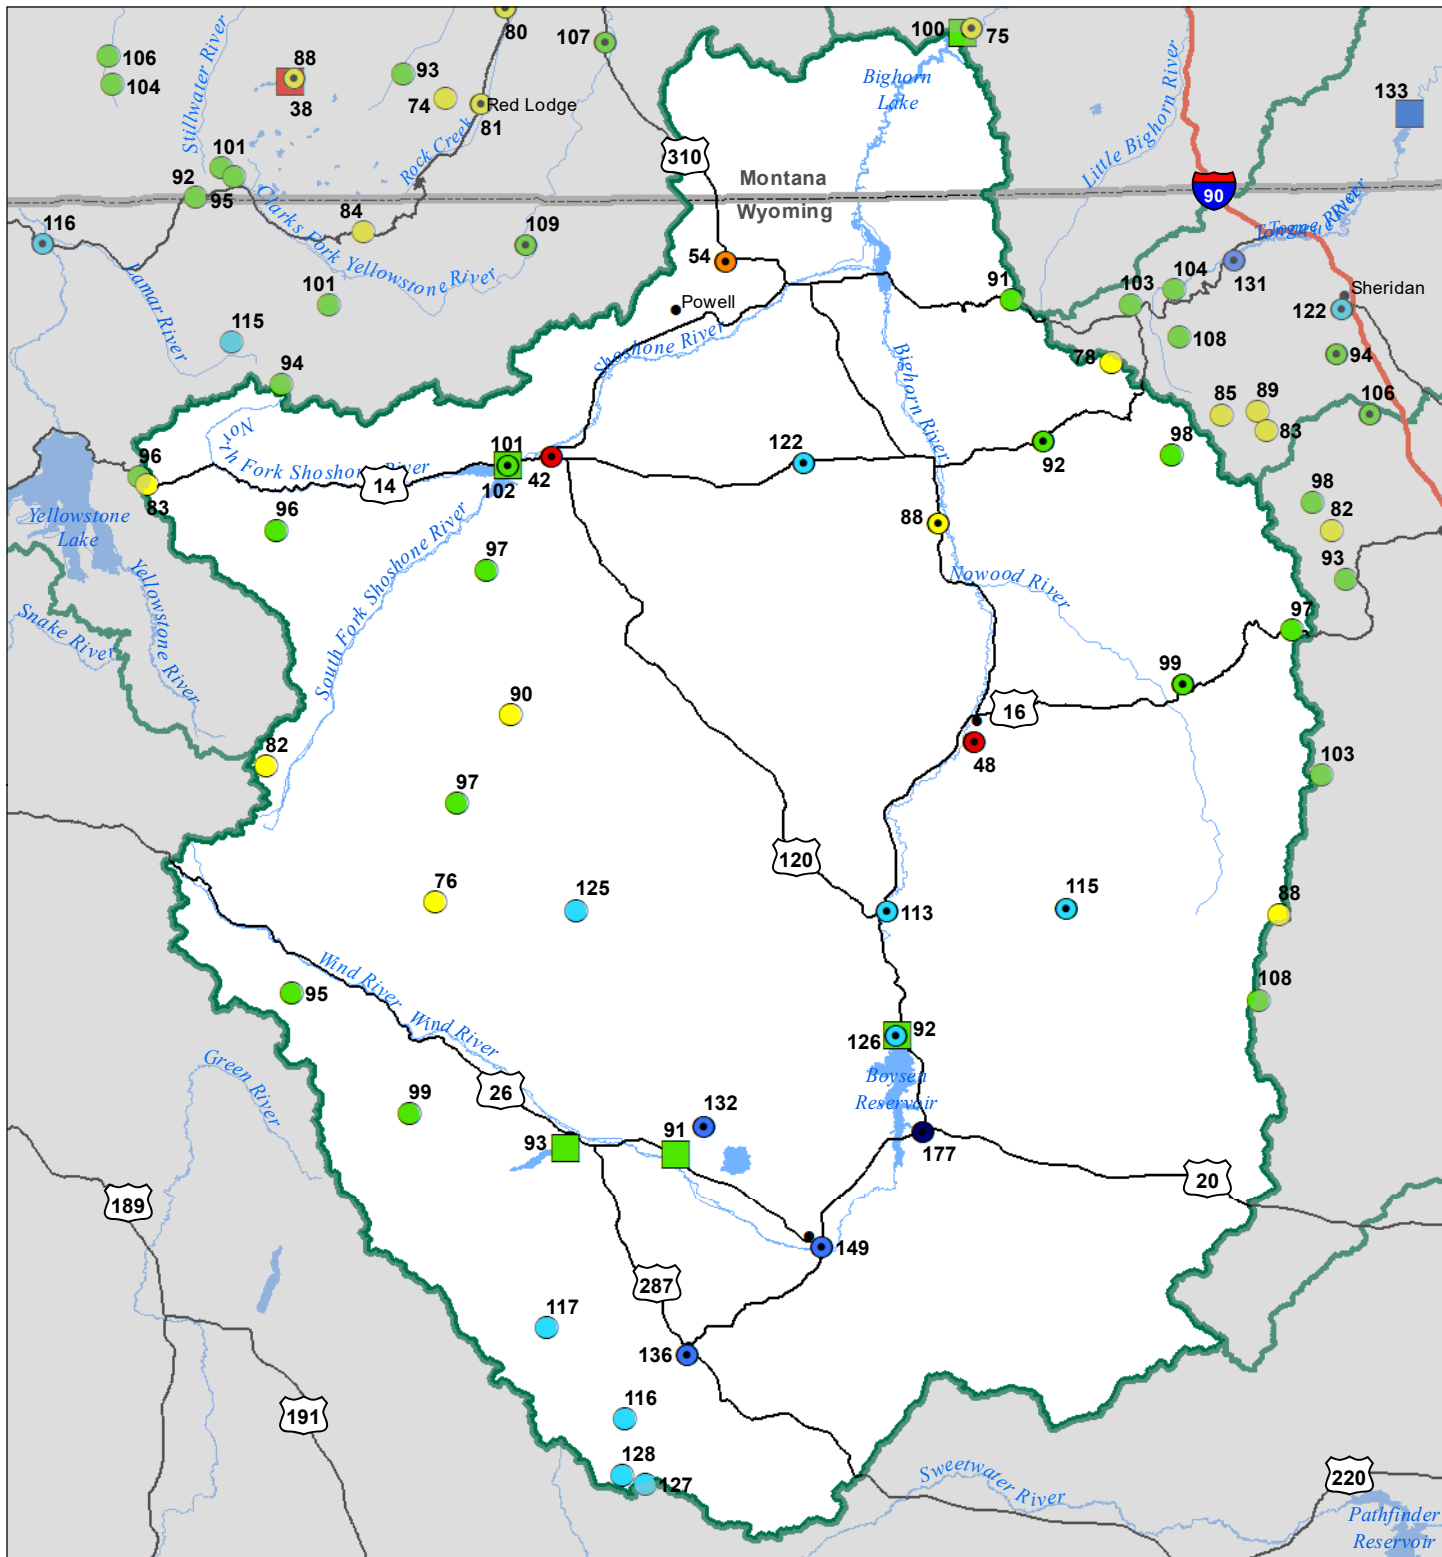 80
107
100
75
106
104
88
38
93
74
Red Lodge
81
Stillwater River
Rock Creek
Bighorn
Lake
Little Bighorn River
133
101
92
95
310
Montana
Wyoming
90
84
Clarks Fork Yellowstone River
109
116
Lamar River
54
Tongue River
131
101
Powell
91
103
104
Sheridan
122
115
Shoshone River
Bighorn River
108
94
94
78
85
89
83
106
North Fork Shoshone River
96
83
14
101
102
42
122
92
98
98
82
Yellowstone
Lake
96
South Fork Shoshone River
97
88
93
Yellowstone River
Snake River
Nowood River
97
99
90
16
48
82
103
97
120
76
125
113
115
88
95
Wind River
Wind River
108
126
92
Green River
Boysen
Reservoir
99
26
132
93
91
177
20
189
149
287
117
136
191
116
128
127
Sweetwater River
220
Pathfinder
Reservoir